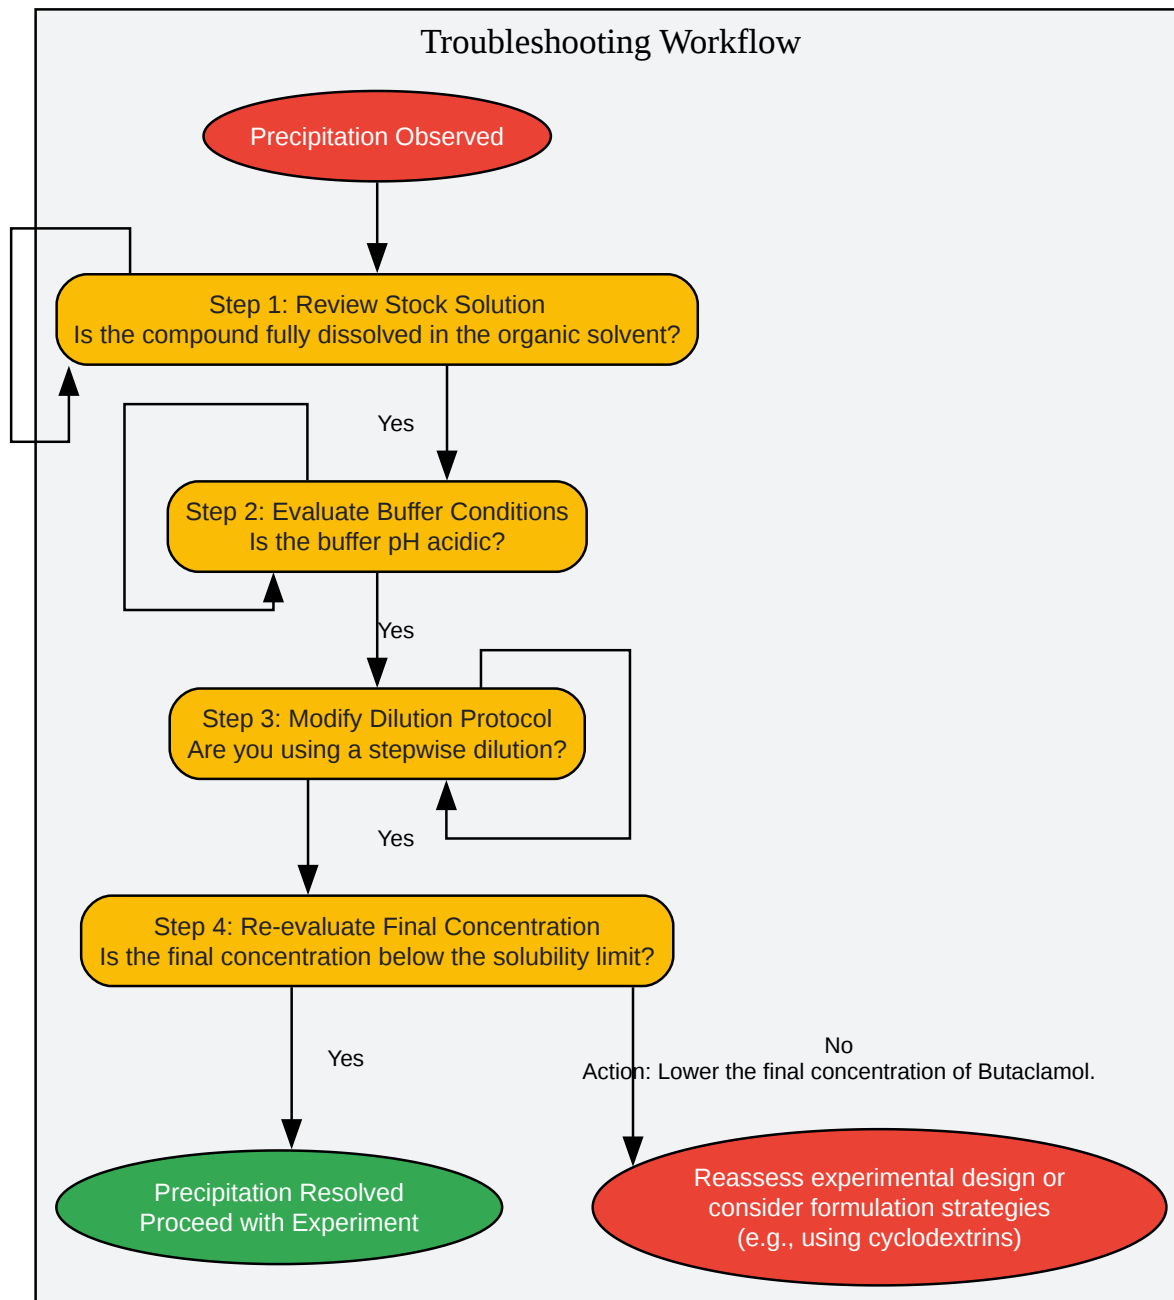 Troubleshooting Workflow
Precipitation Observed
Step 1: Review Stock Solution
Is the compound fully dissolved in the organic solvent?
Yes
Step 2: Evaluate Buffer Conditions
Is the buffer pH acidic?
Yes
Step 3: Modify Dilution Protocol
Are you using a stepwise dilution?
Yes
Step 4: Re-evaluate Final Concentration
Is the final concentration below the solubility limit?
Yes
No
Action: Lower the final concentration of Butaclamol.
Precipitation Resolved
Proceed with Experiment
Reassess experimental design or
consider formulation strategies
(e.g., using cyclodextrins)